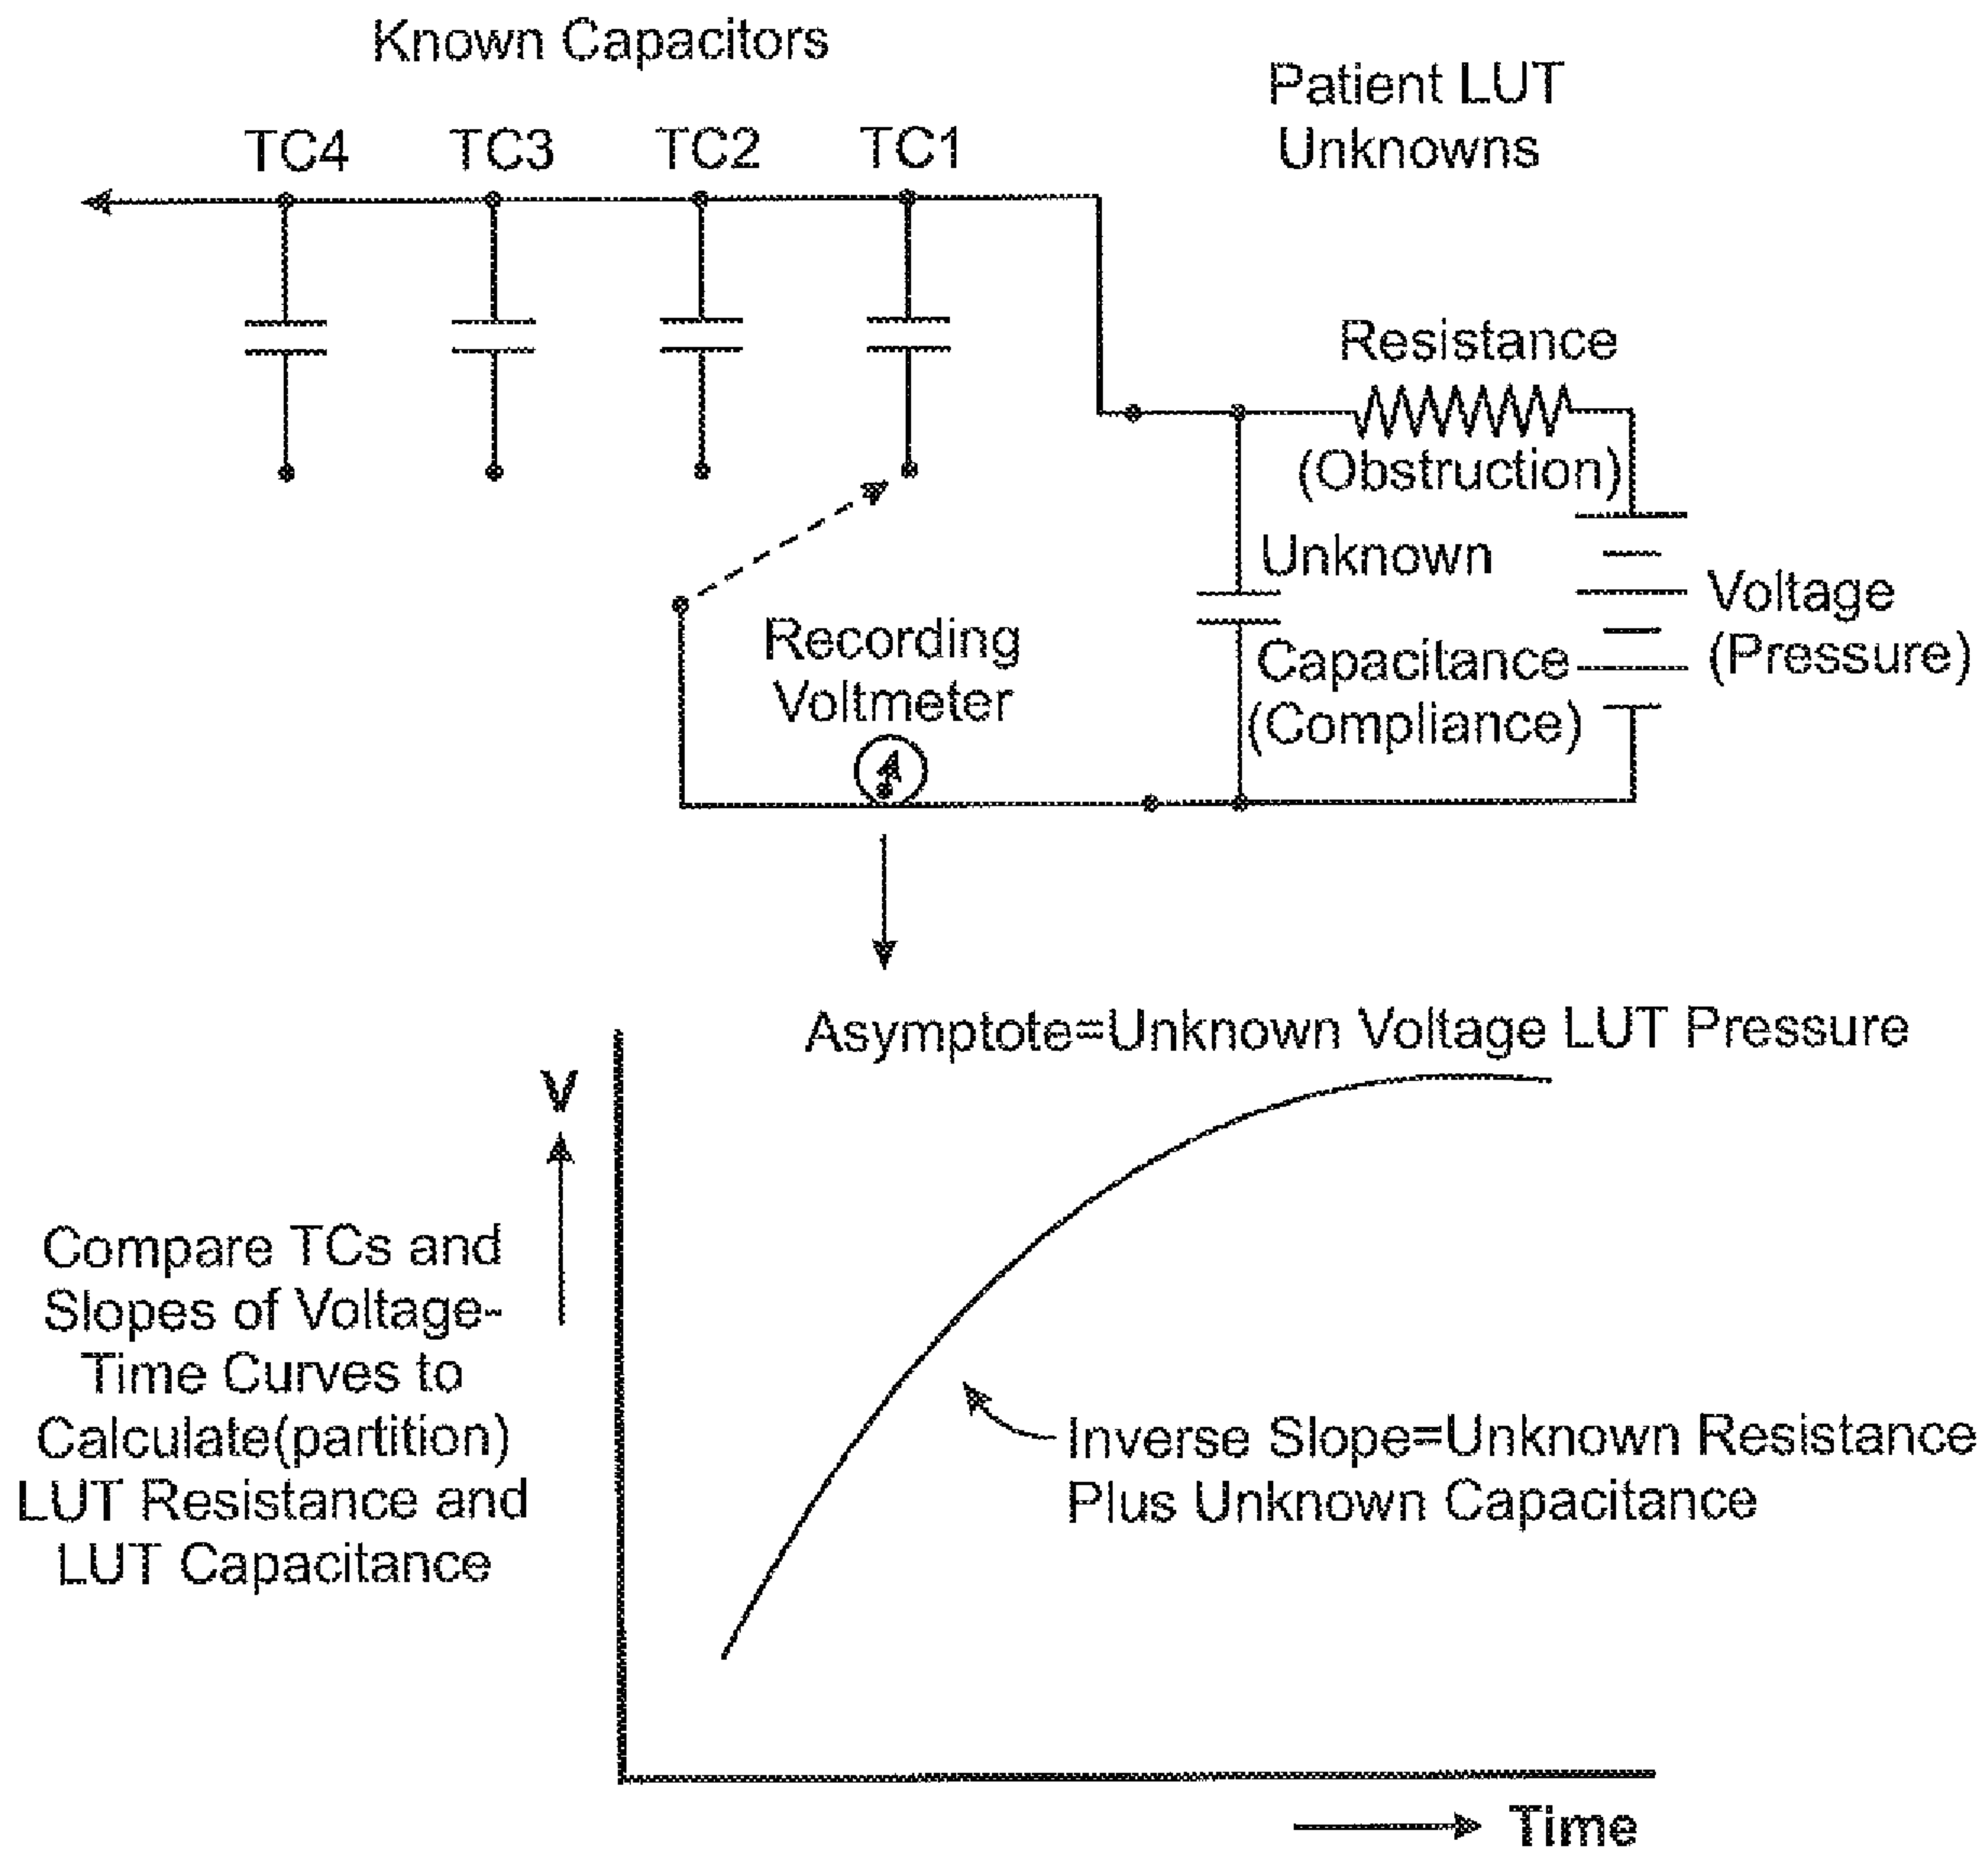 Known Capacitors
Patient LUT
Unknowns
TC4 TC3 TC2 TC1
Resistance
(Obstruction)
Unknown
Capacitance
(Compliance)
Voltage
(Pressure)
Recording
Voltmeter
Asymptote=Unknown Voltage LUT Pressure
V
Compare TCs and
Slopes of Voltage-
Time Curves to
Calculate(partition)
LUT Resistance and
LUT Capacitance
Inverse Slope=Unknown Resistance
Plus Unknown Capacitance
Time